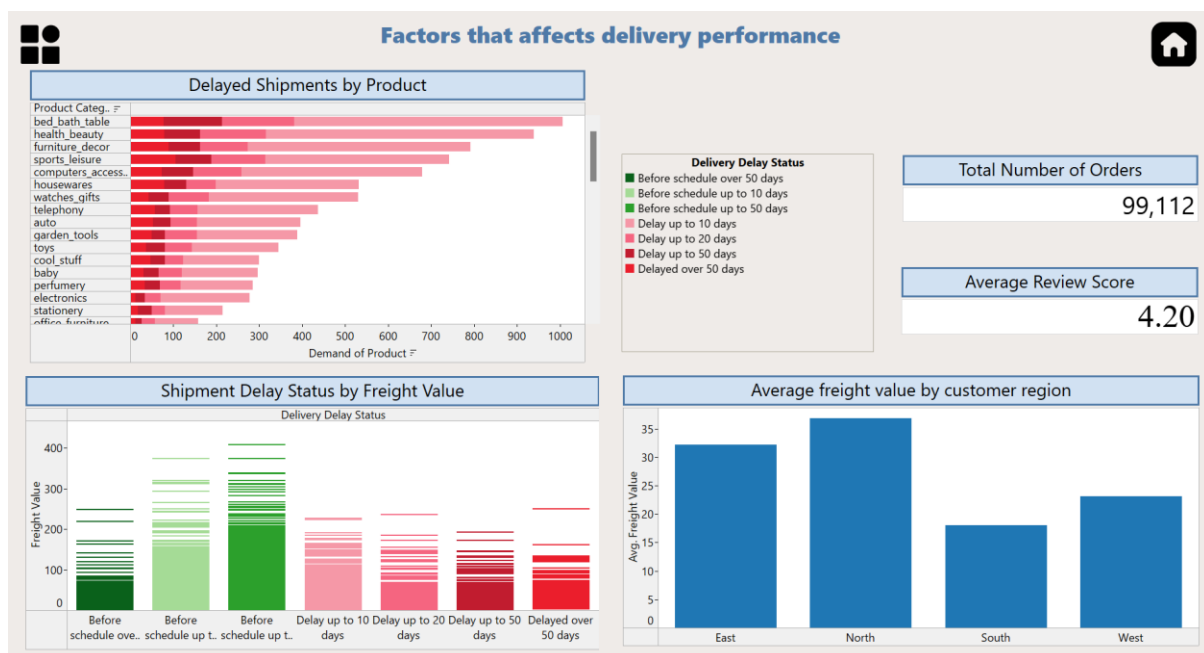 Factors that affects delivery performance
Delayed Shipments by Product
Product Categ..
bed_bath_table
health_beauty
furniture_decor
sports_leisure
computers_access..
housewares
watches_gifts
telephony
auto
garden_tools
toys
cool_stuff
baby
perfumery
electronics
stationery
office_furniture
0 100 200 300 400 500 600 700 800 900 1000
Demand of Product
Delivery Delay Status
Before schedule over 50 days
Before schedule up to 10 days
Before schedule up to 50 days
Delay up to 10 days
Delay up to 20 days
Delay up to 50 days
Delayed over 50 days
Total Number of Orders
99,112
Average Review Score
4.20
Shipment Delay Status by Freight Value
Delivery Delay Status
Freight Value
400
300
200
100
0
Before
schedule ove..
Before
schedule up t..
Before
schedule up t..
Delay up to 10
days
Delay up to 20
days
Delay up to 50
days
Delayed over
50 days
Average freight value by customer region
Avg. Freight Value
35
30
25
20
15
10
5
0
East
North
South
West